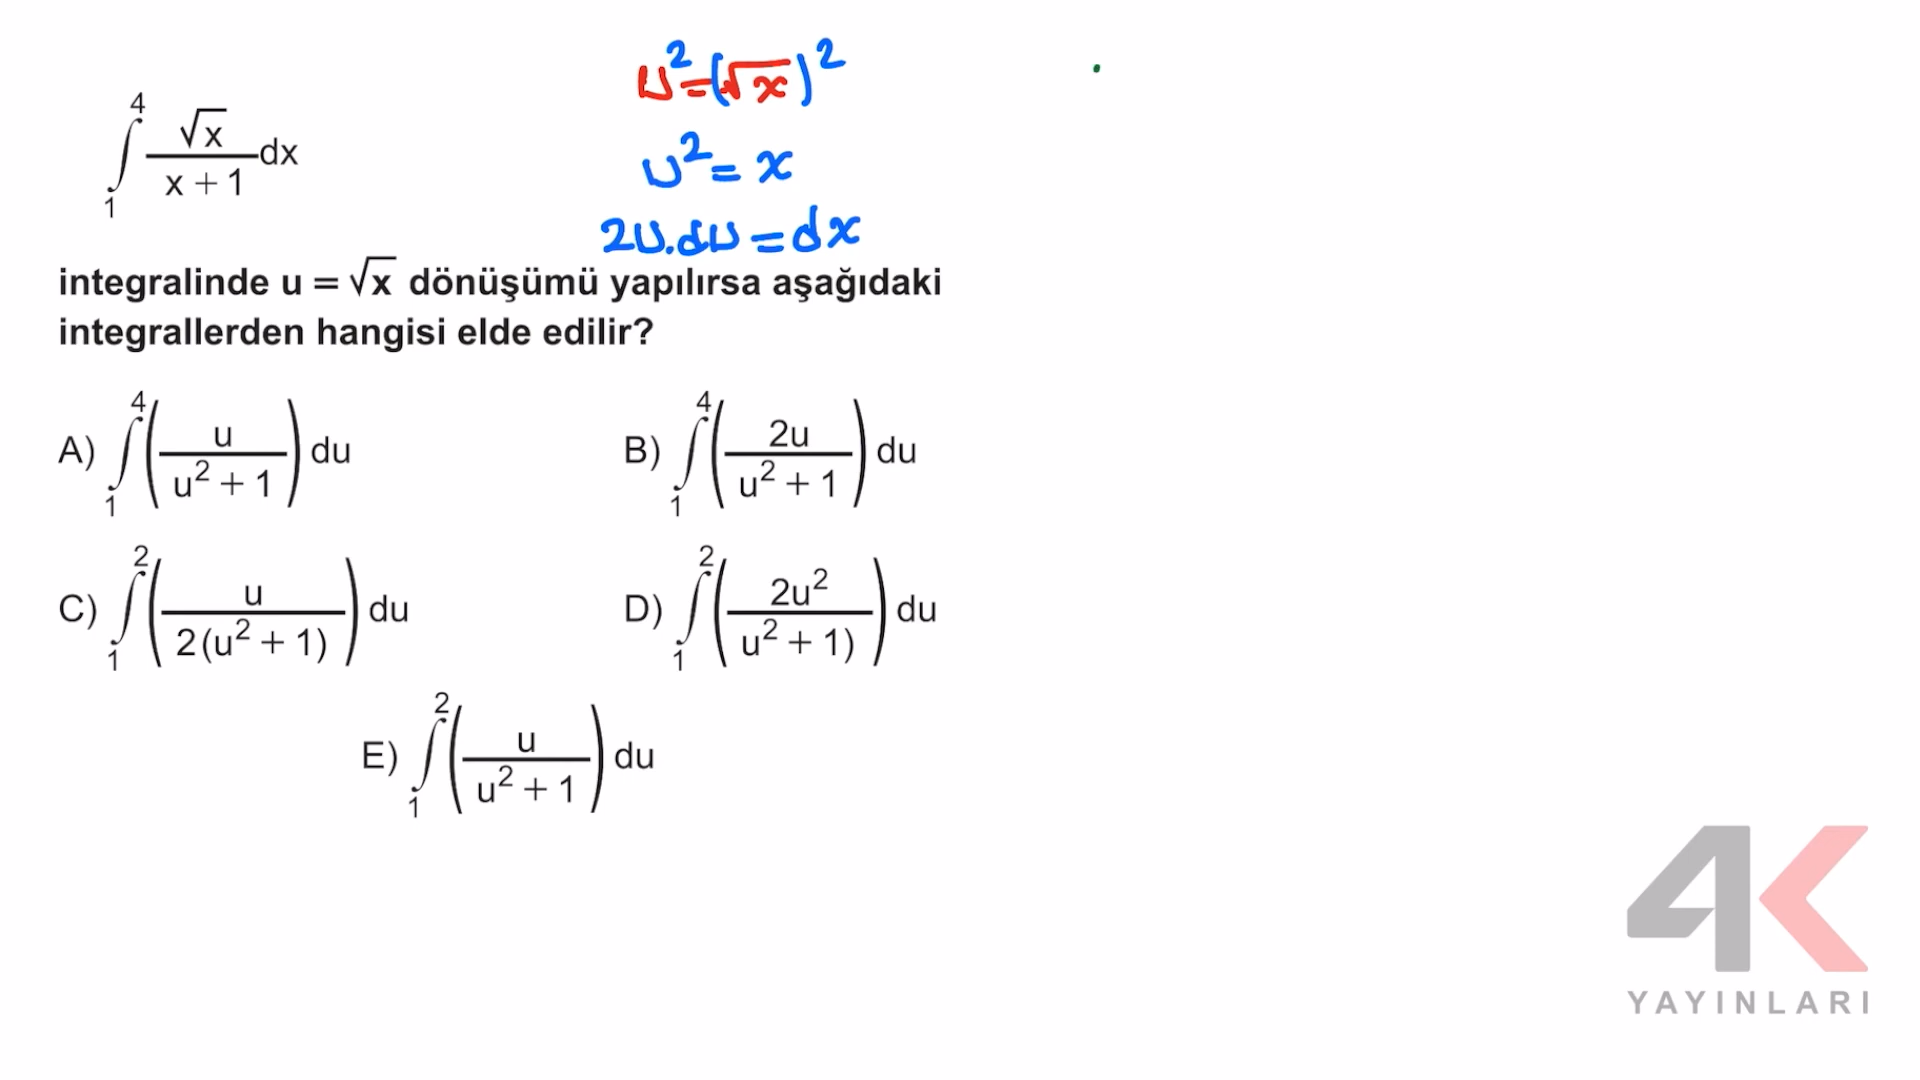 u²=(√x)²
u²=x
2u.du=dx
∫₁⁴ √x/(x+1) dx
integralinde u = √x dönüşümü yapılırsa aşağıdaki
integrallerden hangisi elde edilir?
A) ∫₁⁴ (u/(u²+1)) du B) ∫₁⁴ (2u/(u²+1)) du
C) ∫₁² (u/(2(u²+1))) du D) ∫₁² (2u²/(u²+1))) du
E) ∫₁² (u/(u²+1)) du
4K
YAYINLARI